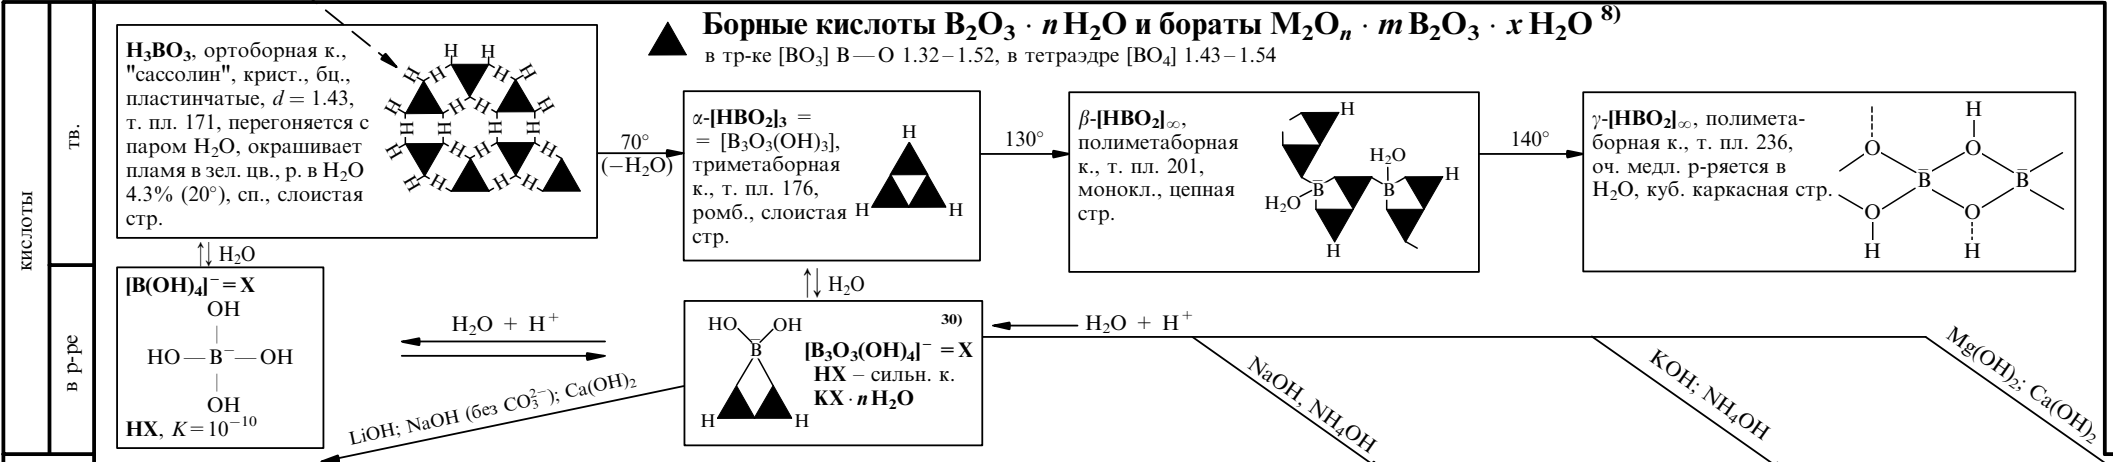 Борные кислоты B₂O₃ · n H₂O и бораты M₂Oₙ · m B₂O₃ · x H₂O ⁸⁾
в тр-ке [BO₃] B—O 1.32–1.52, в тетраэдре [BO₄] 1.43–1.54
кислоты
тв.
в р-ре
H₃BO₃, ортоборная к.,
"сассолин", крист., бц.,
пластинчатые, d = 1.43,
т. пл. 171, перегоняется с
паром H₂O, окрашивает
пламя в зел. цв., р. в H₂O
4.3% (20°), сп., слоистая
стр.
H H H H H H H H H H H H H H H H H H H H H H H H H H H H H H
70°
(−H₂O)
α-[HBO₂]₃ =
= [B₃O₃(OH)₃],
триметаборная
к., т. пл. 176,
ромб., слоистая
стр.
H
H H
130°
β-[HBO₂]∞,
полиметаборная
к., т. пл. 201,
монокл., цепная
стр.
H
H₂O
B̅ B̅ H
H₂O
H
140°
γ-[HBO₂]∞, полимета-
борная к., т. пл. 236,
оч. медл. р-ряется в
H₂O, куб. каркасная стр.
H
O O
B̅ B̅
O O
H H
H₂O
[B(OH)₄]⁻ = X
OH
HO—B⁻—OH
OH
HX, K = 10⁻¹⁰
H₂O + H⁺
H₂O
30)
HO OH
B̅
[B₃O₃(OH)₄]⁻ = X
HX – сильн. к.
KX · n H₂O
H H
H₂O + H⁺
LiOH; NaOH (без CO₃²⁻); Ca(OH)₂
NaOH, NH₄OH
KOH; NH₄OH
Mg(OH)₂; Ca(OH)₂